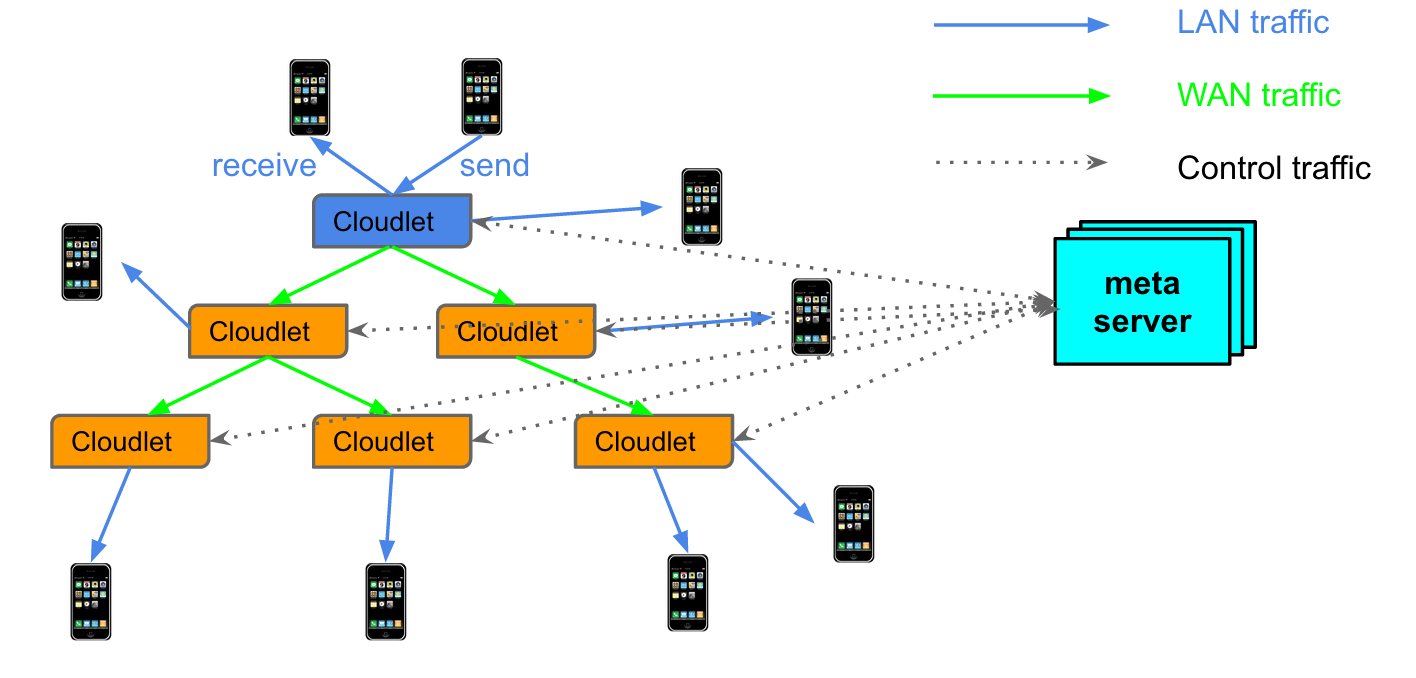 LAN traffic
WAN traffic
Control traffic
receive
send
Cloudlet
meta
server
Cloudlet
Cloudlet
Cloudlet
Cloudlet
Cloudlet